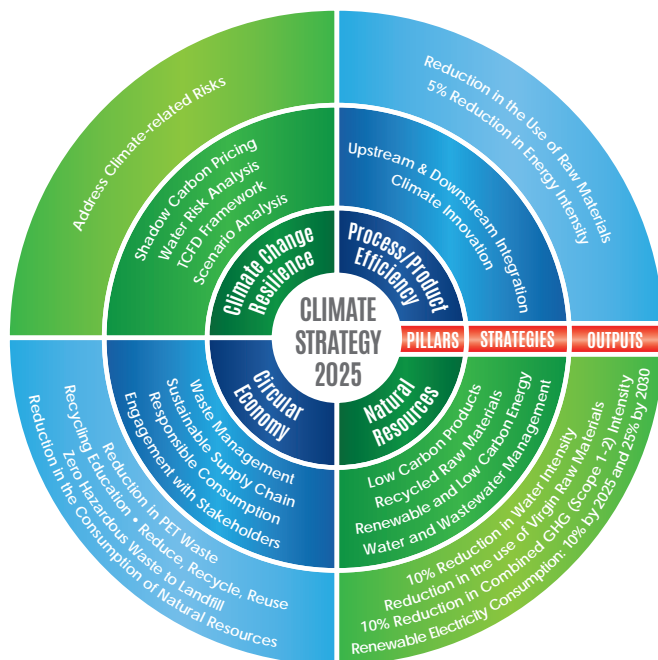 CLIMATE
STRATEGY
2025
PILLARS
STRATEGIES
OUTPUTS
Climate Change
Resilience
Shadow Carbon Pricing
Water Risk Analysis
TCFD Framework
Scenario Analysis
Address Climate-related Risks
Process/Product
Efficiency
Upstream & Downstream Integration
Climate Innovation
Reduction in the Use of Raw Materials
5% Reduction in Energy Intensity
Circular
Economy
Waste Management
Sustainable Supply Chain
Responsible Consumption
Engagement with Stakeholders
Reduction in PET Waste
Recycling Education • Reduce, Recycle, Reuse
Zero Hazardous Waste to Landfill
Reduction in the Consumption of Natural Resources
Natural
Resources
Low Carbon Products
Recycled Raw Materials
Renewable and Low Carbon Energy
Water and Wastewater Management
10% Reduction in Water Intensity
Reduction in the use of Virgin Raw Materials
10% Reduction in Combined GHG (Scope 1-2) Intensity
Renewable Electricity Consumption: 10% by 2025 and 25% by 2030